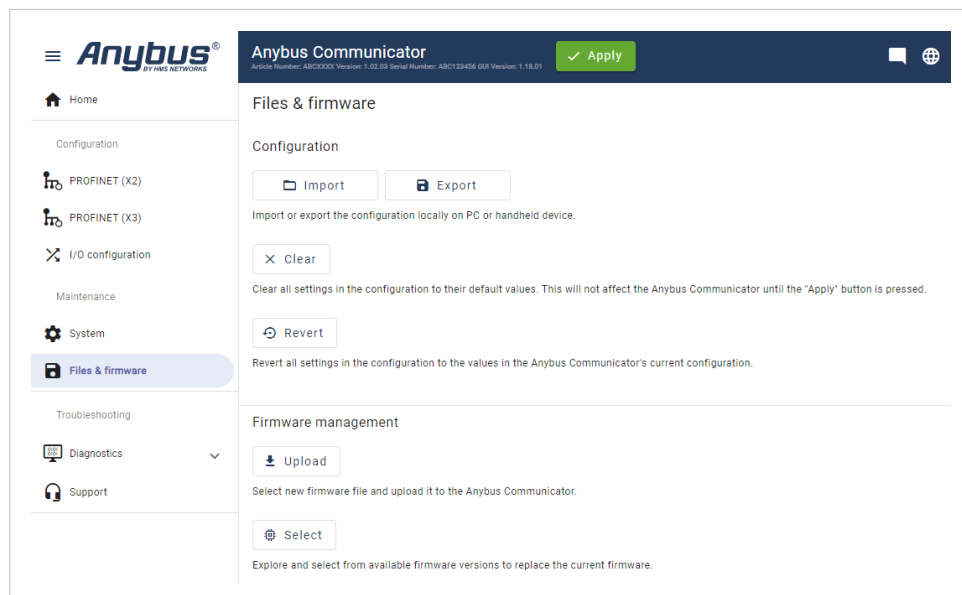 Anybus®
BY HMS NETWORKS
Anybus Communicator
Article Number: ABCXXXX Version: 1.02.03 Serial Number: ABC123456 GUI Version: 1.18.01
Apply
Home
Configuration
PROFINET (X2)
PROFINET (X3)
I/O configuration
Maintenance
System
Files & firmware
Troubleshooting
Diagnostics
Support
Files & firmware
Configuration
Import
Export
Import or export the configuration locally on PC or handheld device.
Clear
Clear all settings in the configuration to their default values. This will not affect the Anybus Communicator until the "Apply" button is pressed.
Revert
Revert all settings in the configuration to the values in the Anybus Communicator's current configuration.
Firmware management
Upload
Select new firmware file and upload it to the Anybus Communicator.
Select
Explore and select from available firmware versions to replace the current firmware.